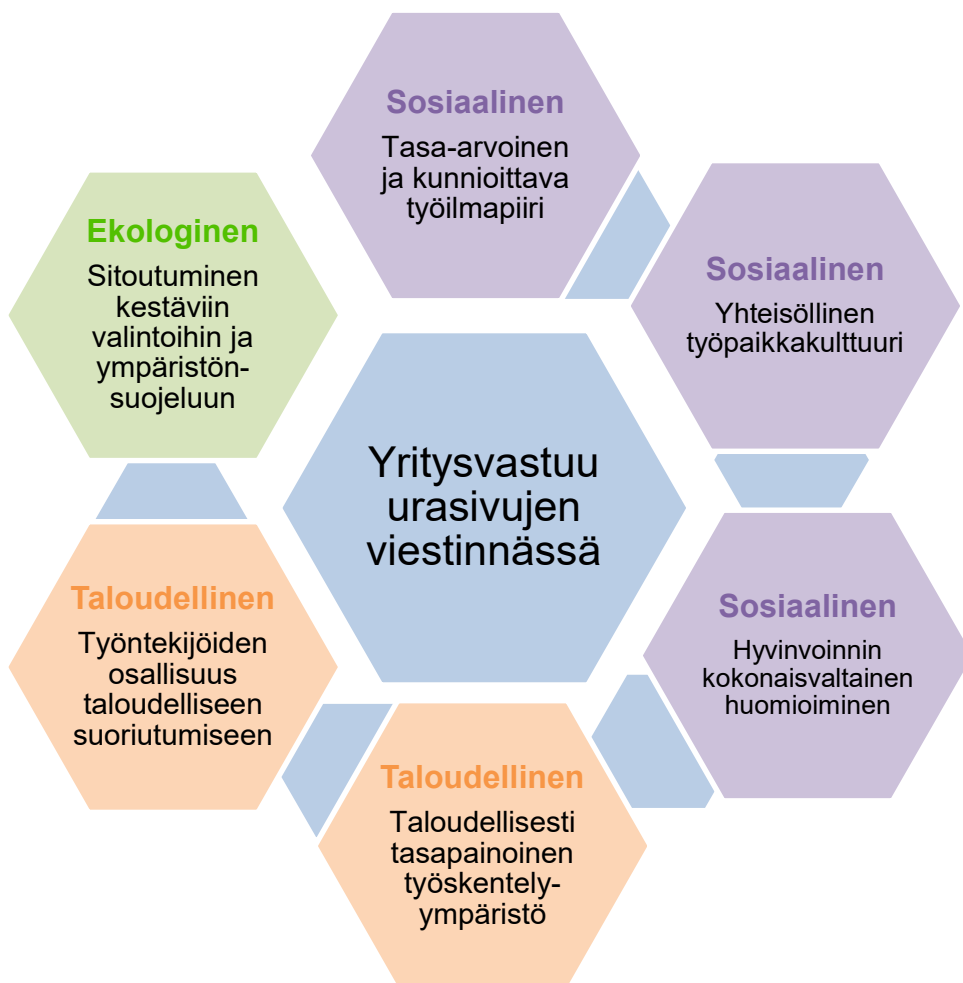 Sosiaalinen
Tasa-arvoinen
ja kunnioittava
työilmapiiri
Sosiaalinen
Yhteisöllinen
työpaikkakulttuuri
Sosiaalinen
Hyvinvoinnin
kokonaisvaltainen
huomioiminen
Taloudellinen
Taloudellisesti
tasapainoinen
työskentely-
ympäristö
Taloudellinen
Työntekijöiden
osallisuus
taloudelliseen
suoriutumiseen
Ekologinen
Sitoutuminen
kestäviin
valintoihin ja
ympäristön-
suojeluun
Yritysvastuu
urasivujen
viestinnässä